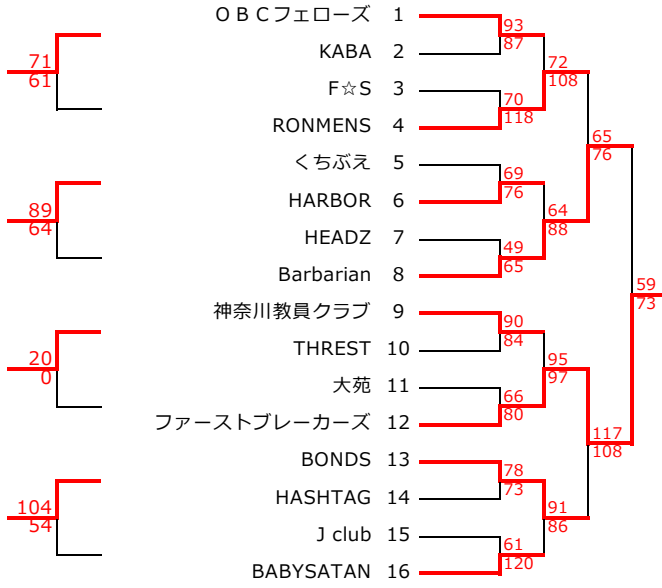 OBCフェローズ 1
KABA 2
F☆S 3
RONMENS 4
くちぶえ 5
HARBOR 6
HEADZ 7
Barbarian 8
神奈川教員クラブ 9
THREST 10
大苑 11
ファーストブレーカーズ 12
BONDS 13
HASHTAG 14
J club 15
BABYSATAN 16
71
61
89
64
20
0
104
54
93
87
70
118
69
76
49
65
90
84
66
80
78
73
61
120
72
108
64
88
95
97
91
86
65
76
117
108
59
73